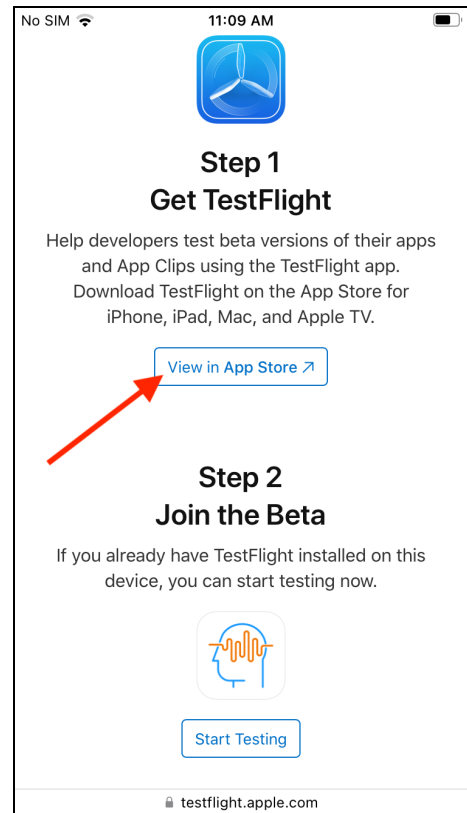 No SIM 11:09 AM
Step 1
Get TestFlight
Help developers test beta versions of their apps
and App Clips using the TestFlight app.
Download TestFlight on the App Store for
iPhone, iPad, Mac, and Apple TV.
View in App Store ↗
Step 2
Join the Beta
If you already have TestFlight installed on this
device, you can start testing now.
Start Testing
testflight.apple.com